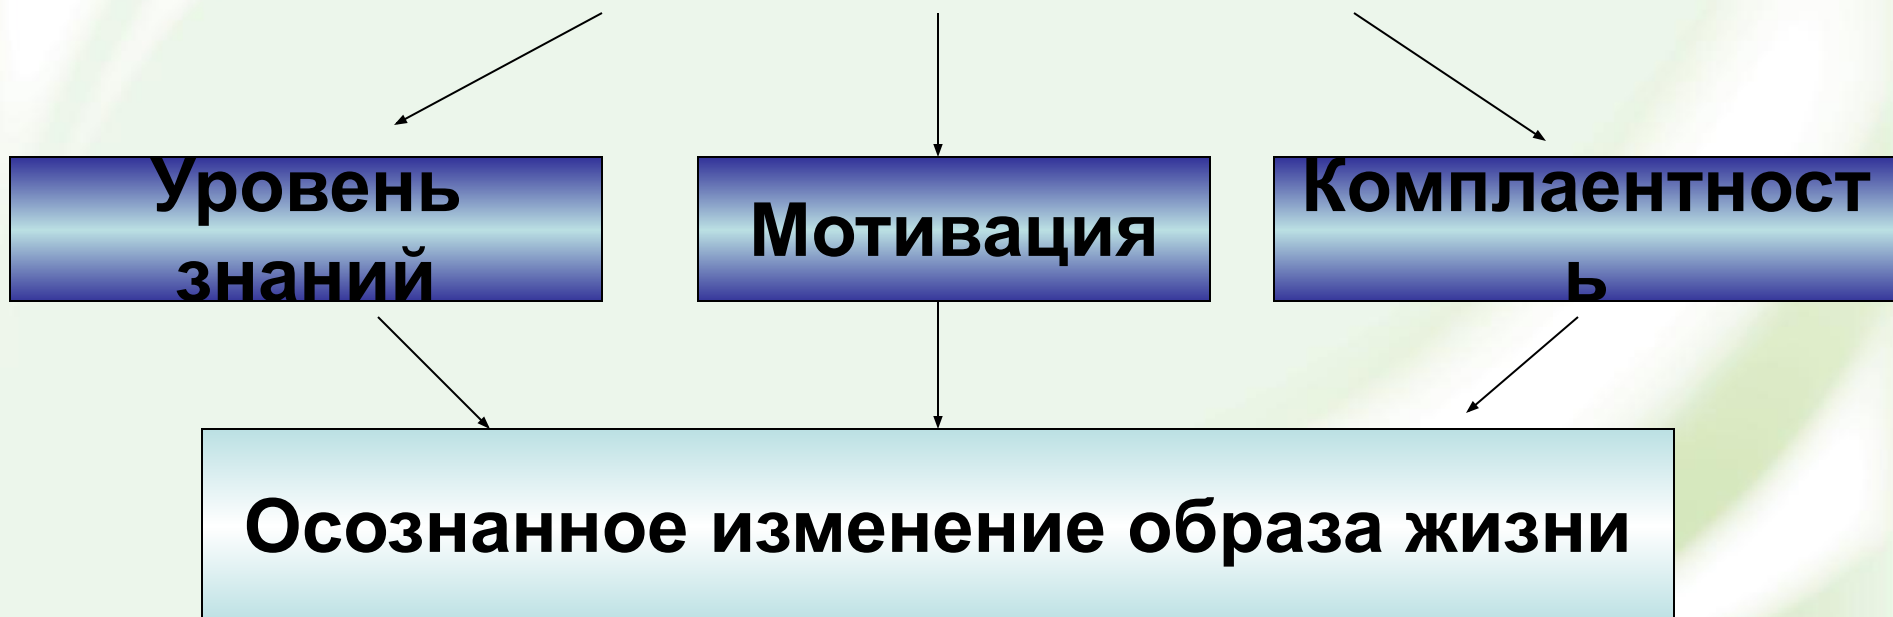 Уровень
знаний
Мотивация
Комплаентност
ь
Осознанное изменение образа жизни